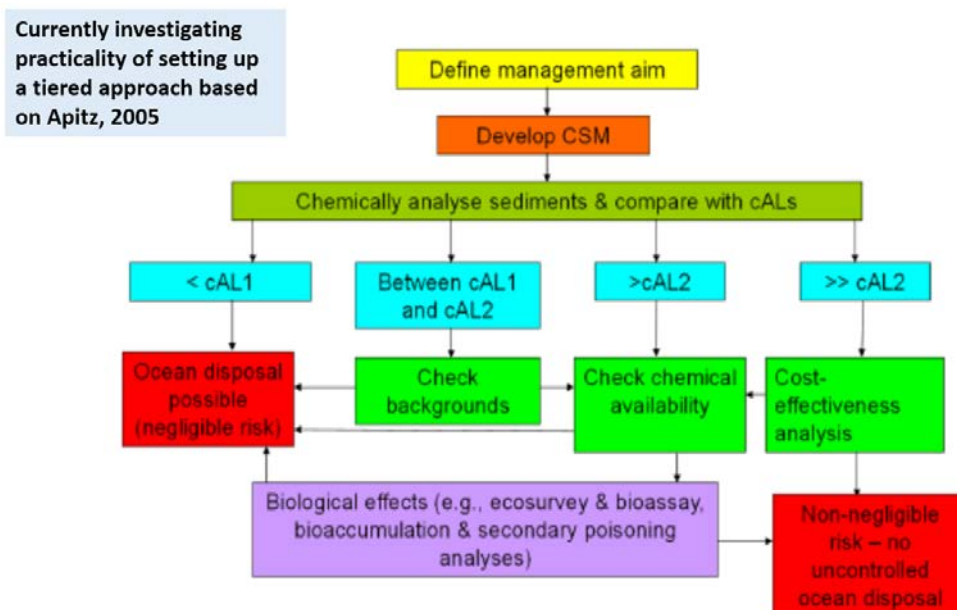 Currently investigating
practicality of setting up
a tiered approach based
on Apitz, 2005
Define management aim
Develop CSM
Chemically analyse sediments & compare with cALs
< cAL1
Between cAL1
and cAL2
>cAL2
>> cAL2
Ocean disposal
possible
(negligible risk)
Check
backgrounds
Check chemical
availability
Cost-
effectiveness
analysis
Biological effects (e.g., ecosurvey & bioassay,
bioaccumulation & secondary poisoning
analyses)
Non-negligible
risk – no
uncontrolled
ocean disposal